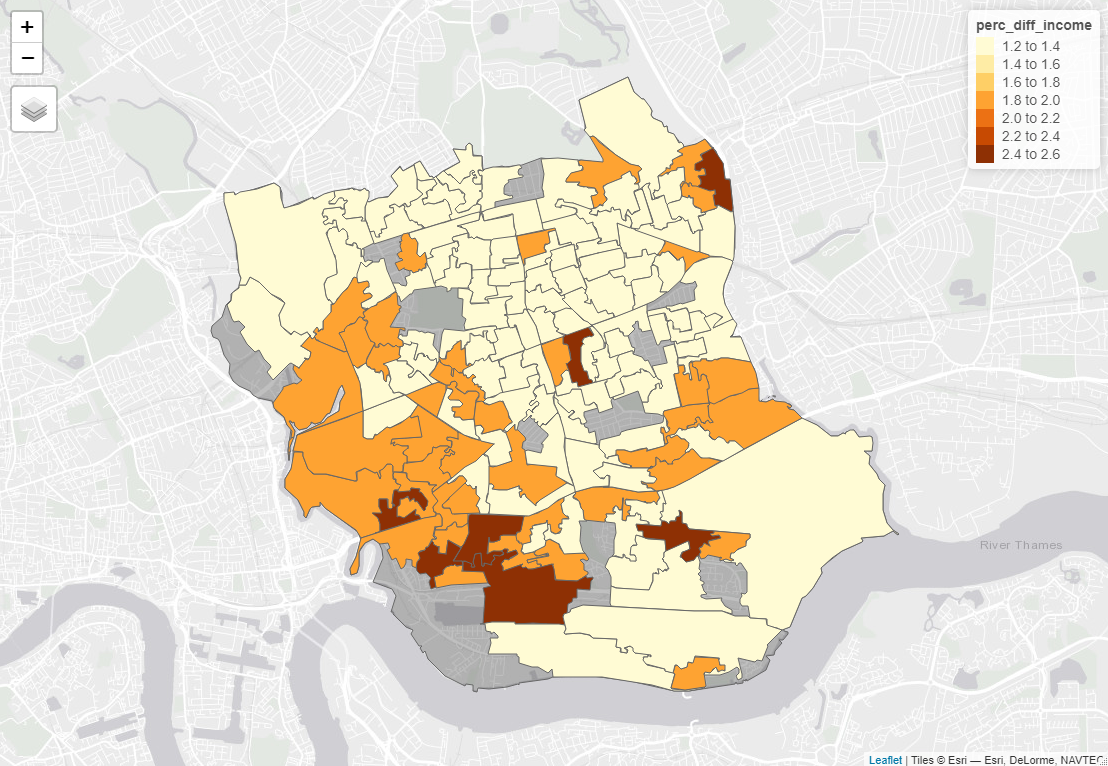 +
−
perc_diff_income
1.2 to 1.4
1.4 to 1.6
1.6 to 1.8
1.8 to 2.0
2.0 to 2.2
2.2 to 2.4
2.4 to 2.6
River Thames
Leaflet | Tiles © Esri — Esri, DeLorme, NAVTEQ